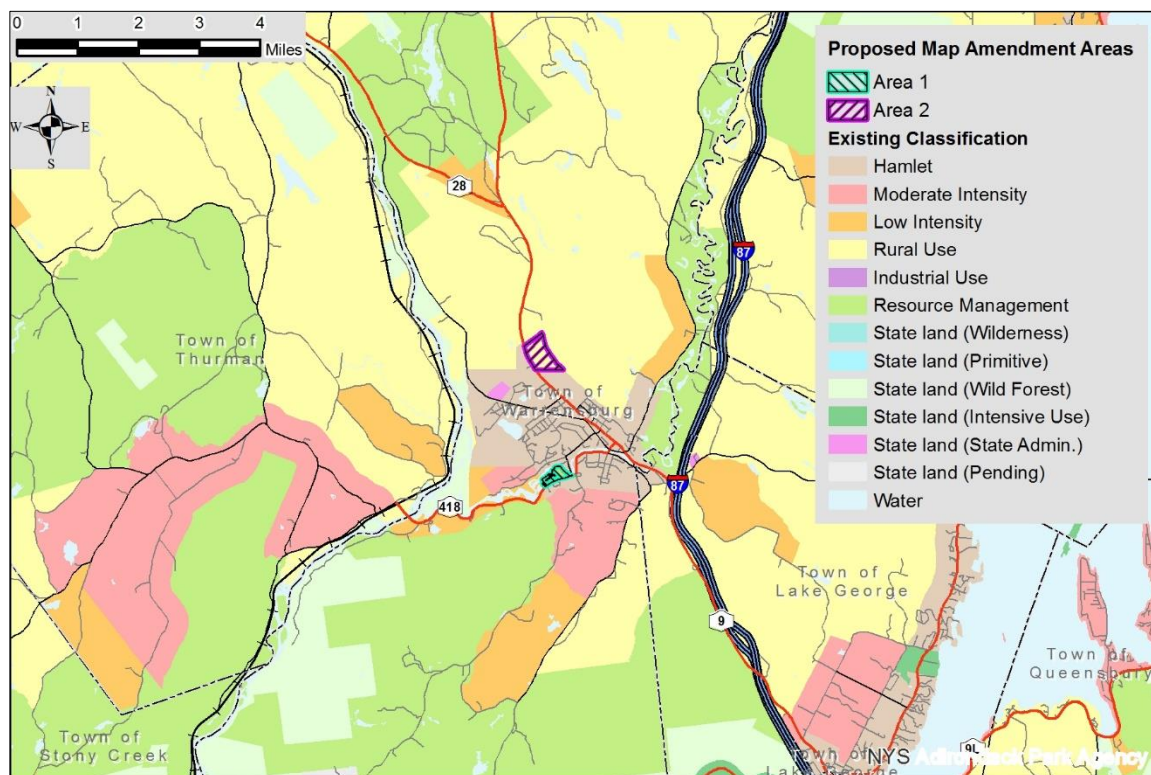 0 1 2 3 4
Miles
N
W E
S
Proposed Map Amendment Areas
Area 1
Area 2
Existing Classification
Hamlet
Moderate Intensity
Low Intensity
Rural Use
Industrial Use
Resource Management
State land (Wilderness)
State land (Primitive)
State land (Wild Forest)
State land (Intensive Use)
State land (State Admin.)
State land (Pending)
Water
28
87
Town of
Thurman
Town of
Warrensburg
87
418
Town of
Lake George
9
Town of
Queensbury
Town of
Stony Creek
9L
Town of
Lake George
NYS Adirondack Park Agency